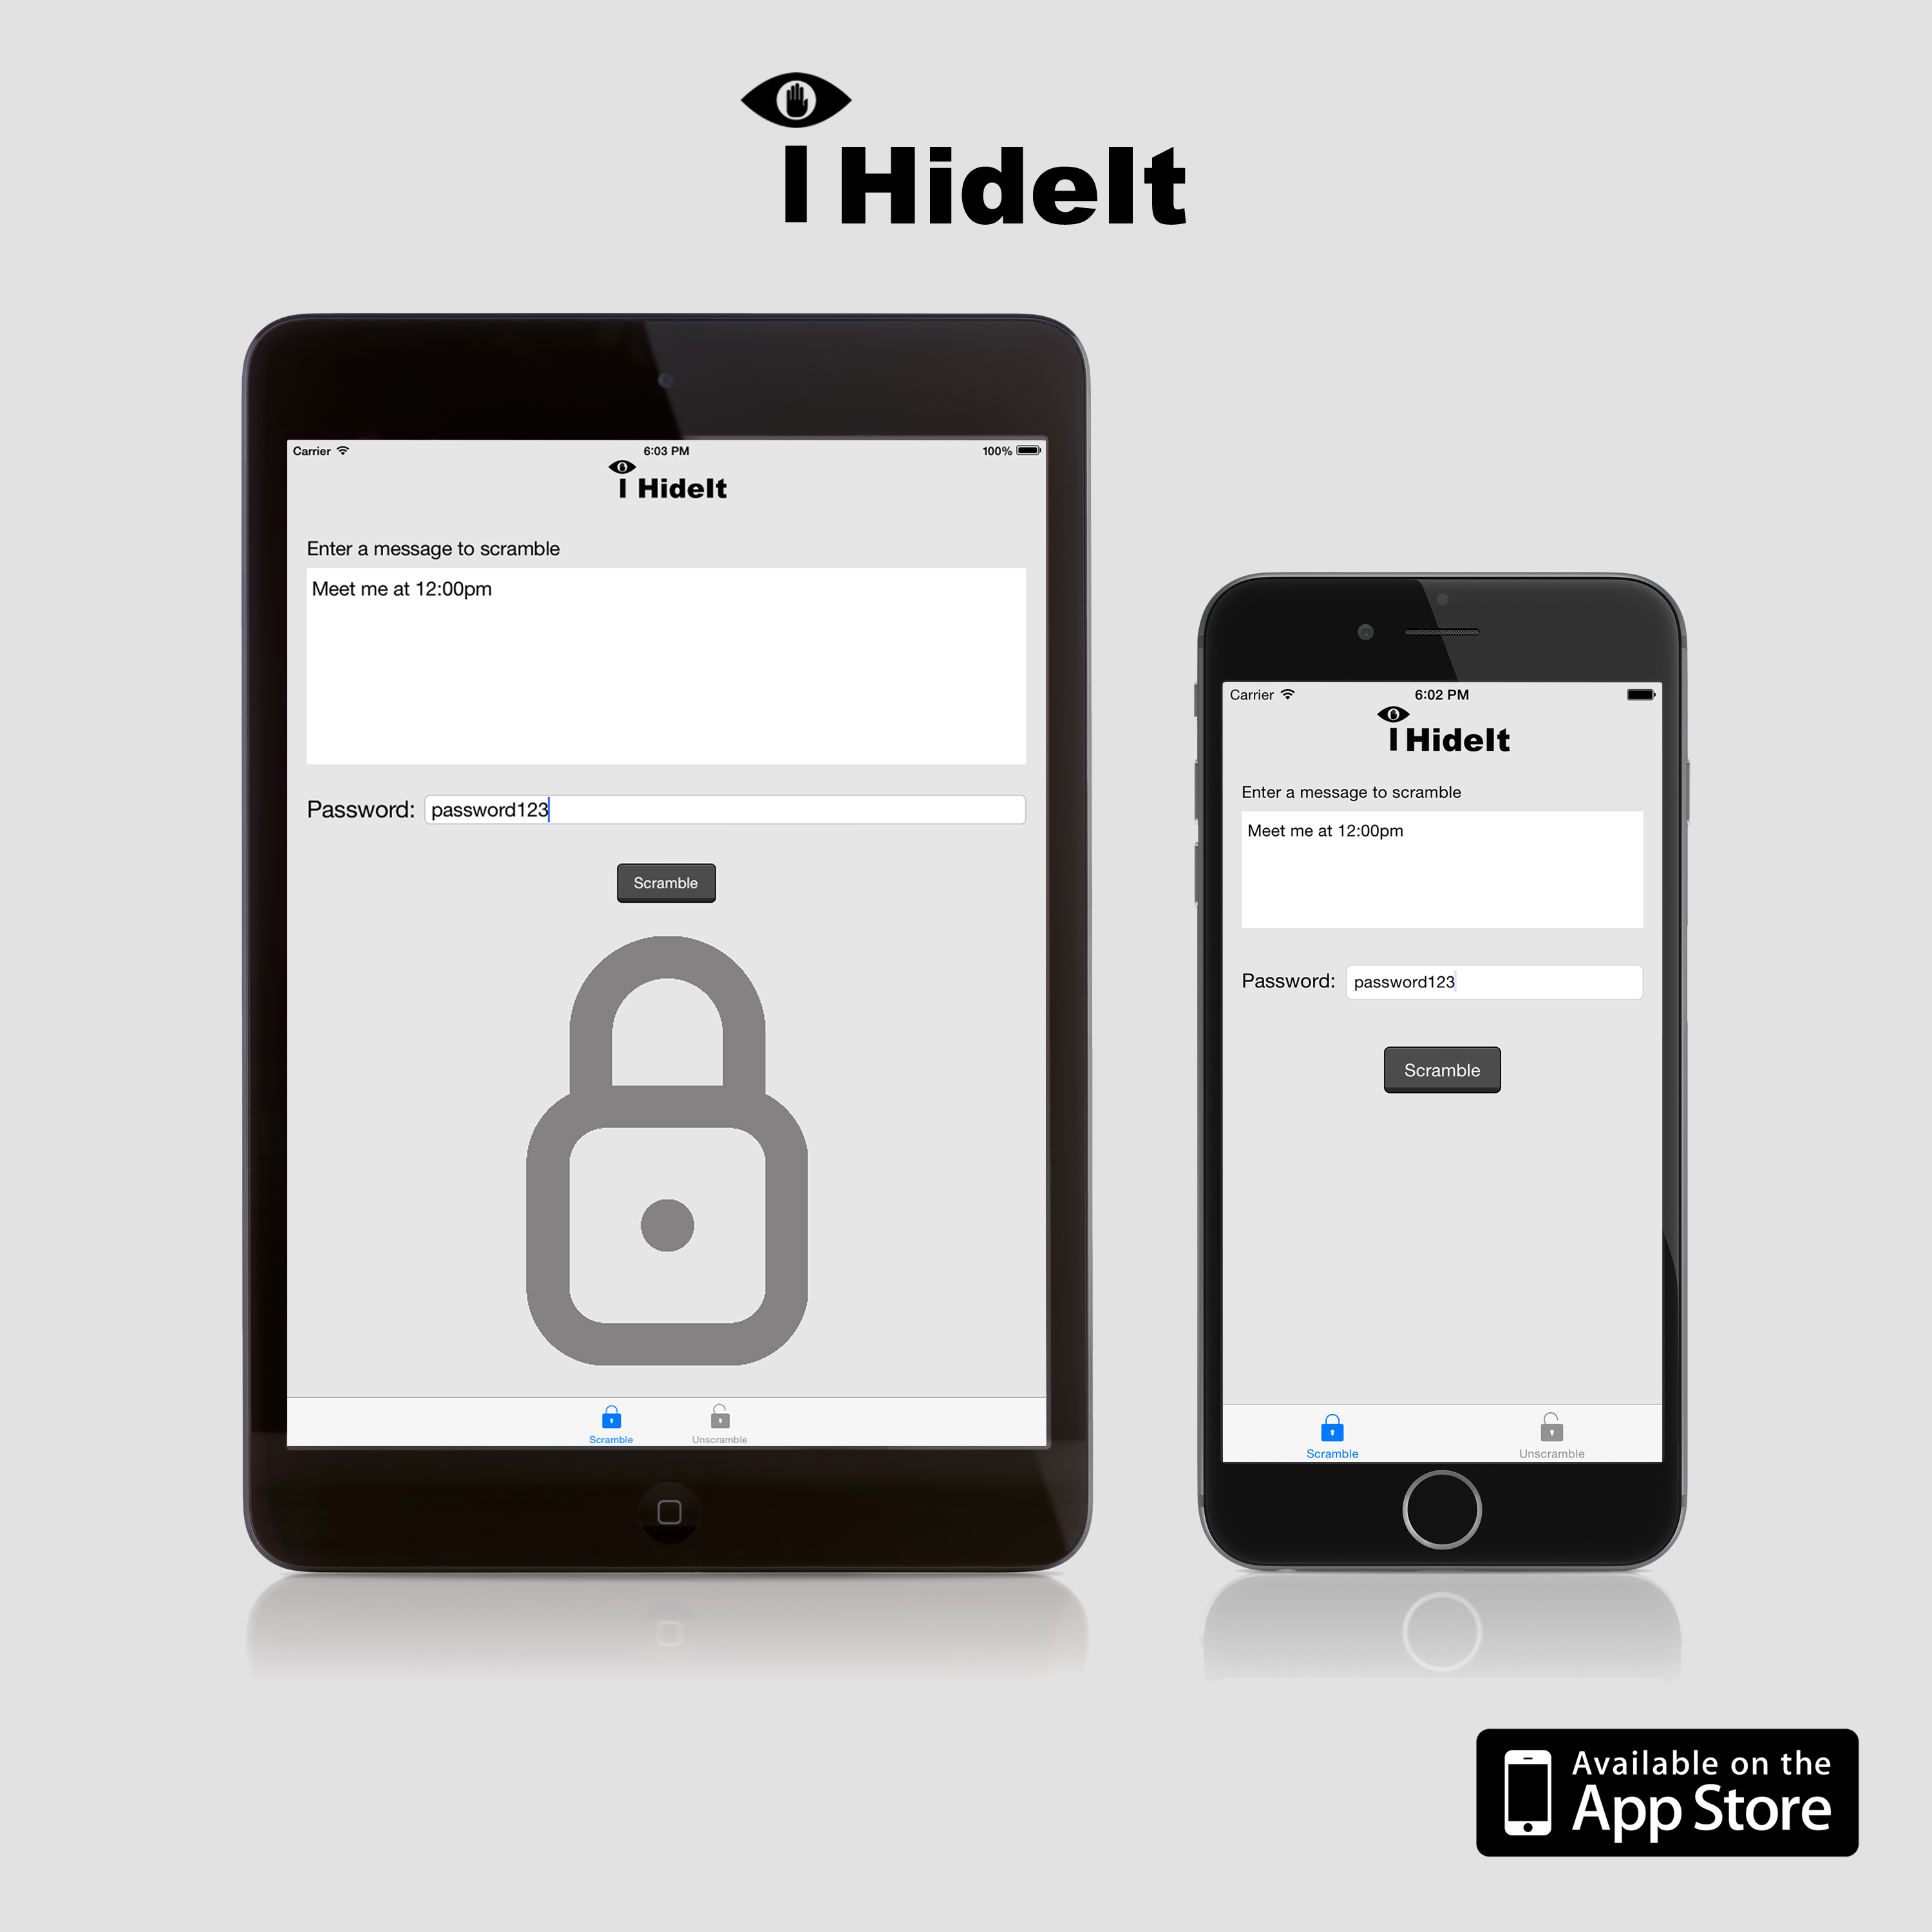 I HideIt
Carrier 6:03 PM 100%
I HideIt
Enter a message to scramble
Meet me at 12:00pm
Password: password123
Scramble
Scramble Unscramble
Carrier 6:02 PM
I HideIt
Enter a message to scramble
Meet me at 12:00pm
Password: password123
Scramble
Scramble Unscramble
Available on the
App Store